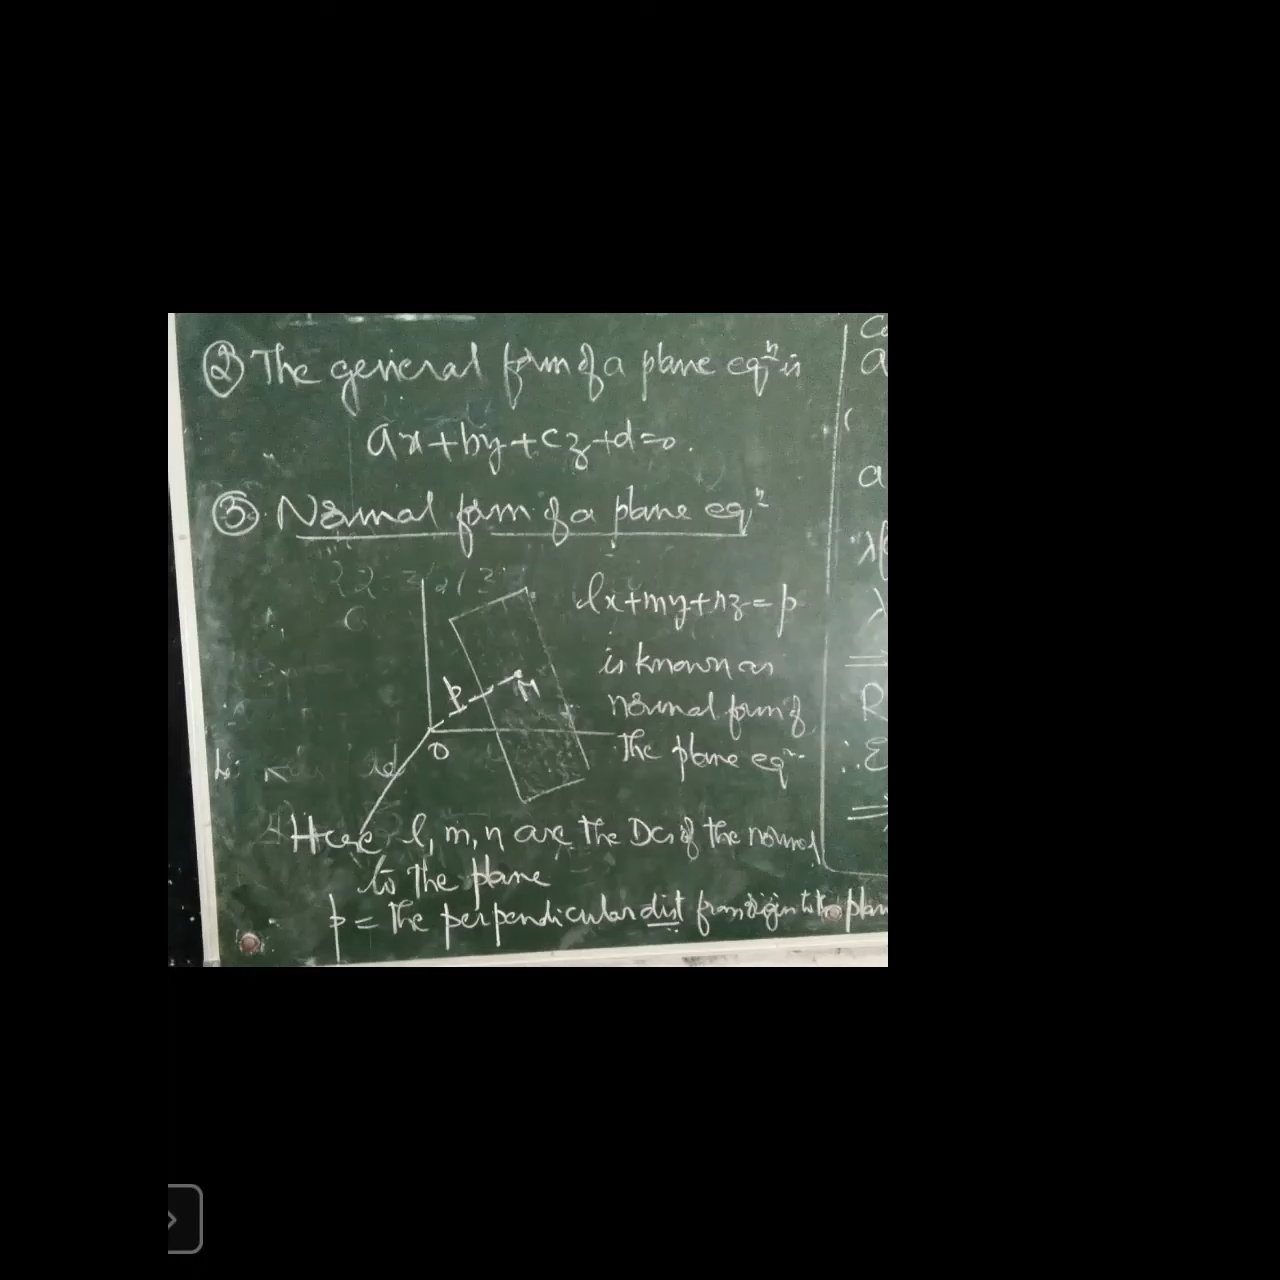 ② The general form of a plane eqⁿ is
ax+by+cz+d=0.
③ Normal form of a plane eqⁿ
lx+my+nz=p
is known as
normal form of
the plane eqⁿ
p
M
O
Here l, m, n are the Dcs of the normal
to the plane
p = the perpendicular dist from origin to the plan
C
a
(
a
λ(
λ
R
∴ E